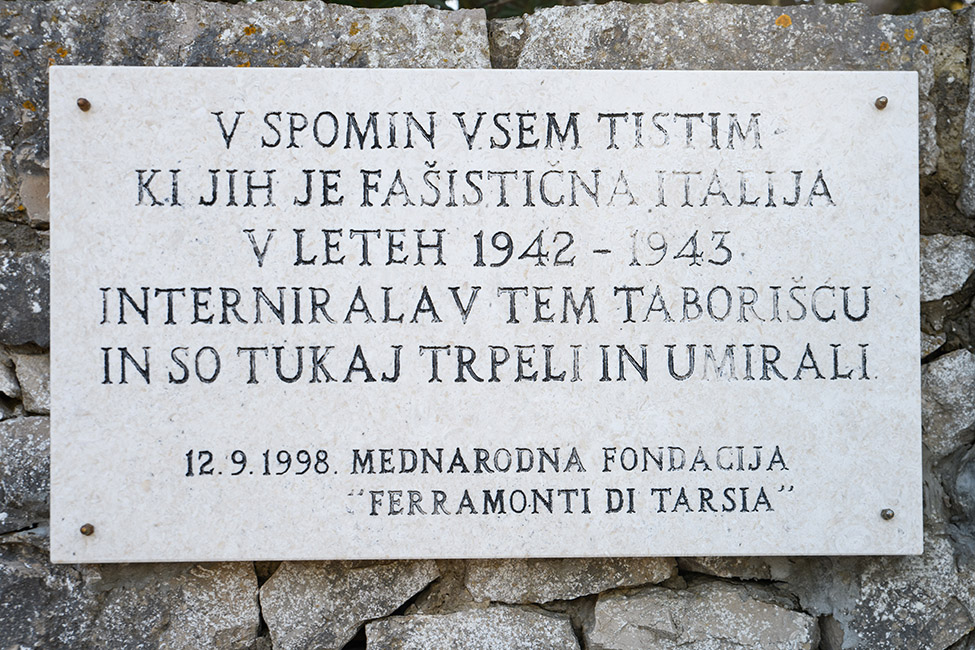 V SPOMIN VSEM TISTIM
KI JIH JE FAŠISTIČNA ITALIJA
V LETEH 1942 - 1943
INTERNIRALA V TEM TABORIŠČU
IN SO TUKAJ TRPELI IN UMIRALI.
12.9.1998. MEDNARODNA FONDACIJA
"FERRAMONTI DI TARSIA"